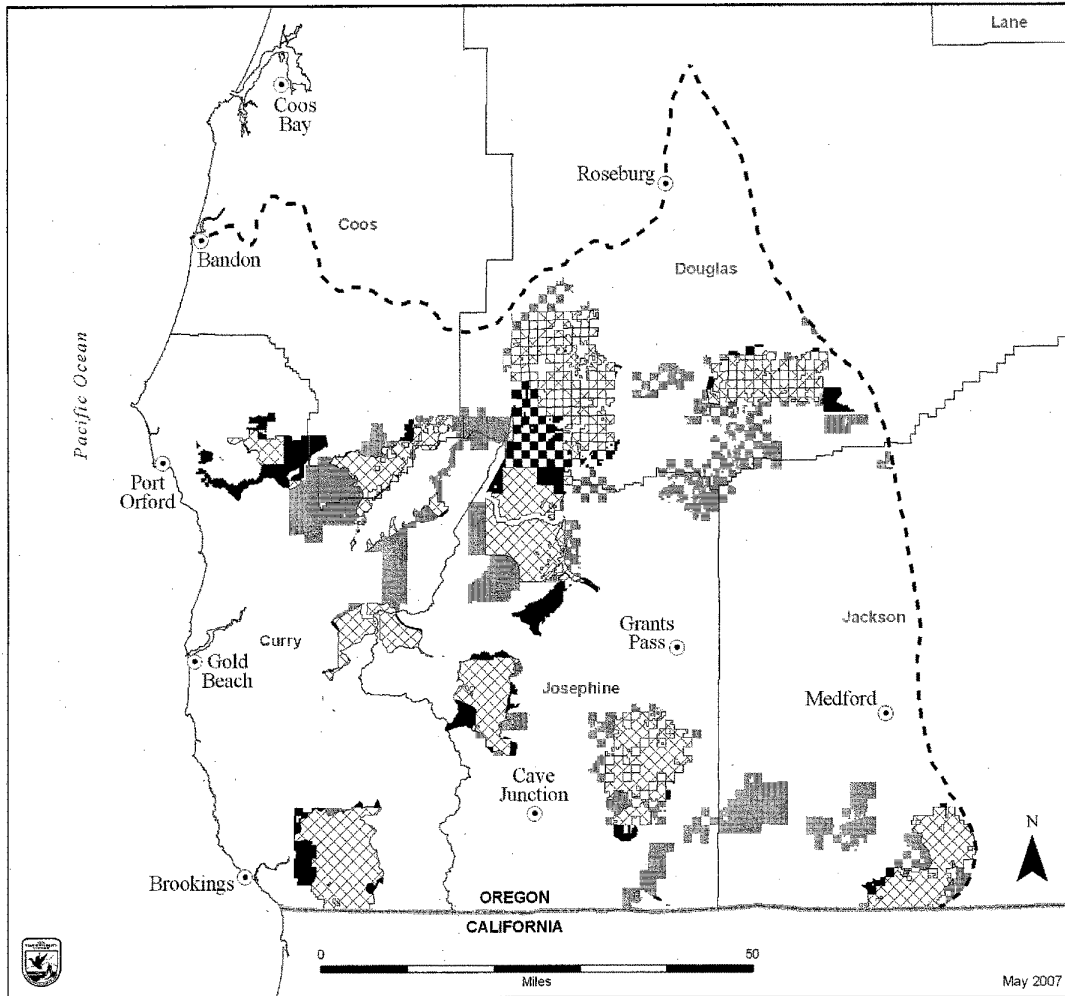 Lane
Coos
Bay
Roseburg
Coos
Bandon
Douglas
Pacific Ocean
Port
Orford
Grants
Pass
Jackson
Curry
Gold
Beach
Josephine
Medford
Cave
Junction
N
Brookings
OREGON
CALIFORNIA
0
50
Miles
May 2007